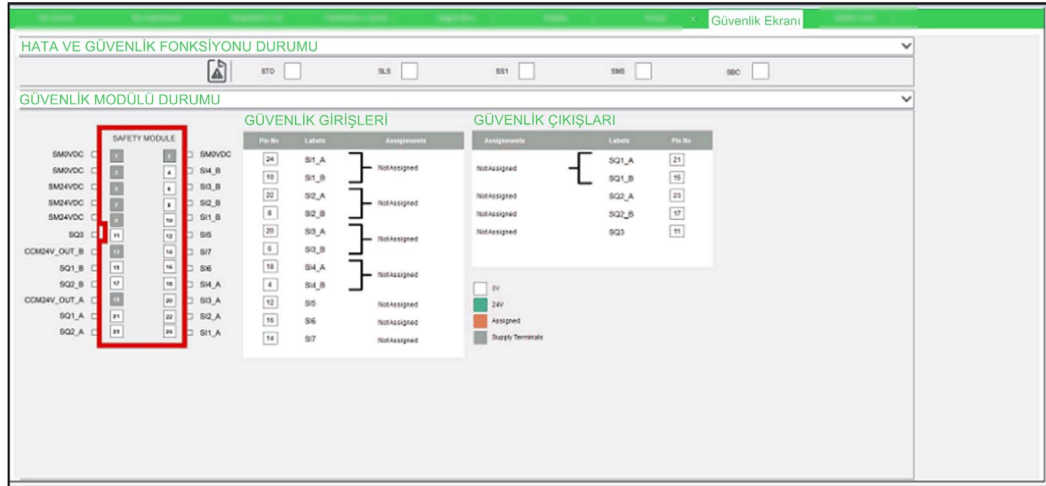 Güvenlik Ekranı
HATA VE GÜVENLİK FONKSİYONU DURUMU
STO SLS SS1 SMS SBC
GÜVENLİK MODÜLÜ DURUMU
GÜVENLİK GİRİŞLERİ GÜVENLİK ÇIKIŞLARI
SAFETY MODULE
SM0VDC 1 2 SM0VDC
SM0VDC 3 4 SI4_B
SM24VDC 5 6 SI3_B
SM24VDC 7 8 SI2_B
SM24VDC 9 10 SI1_B
SQ3 11 12 SI5
CCM24V_OUT_B 13 14 SI7
SQ1_B 15 16 SI6
SQ2_B 17 18 SI4_A
CCM24V_OUT_A 19 20 SI3_A
SQ1_A 21 22 SI2_A
SQ2_A 23 24 SI1_A
Pin No Labels Assignments
24 SI1_A
NotAssigned
10 SI1_B
22 SI2_A
NotAssigned
8 SI2_B
20 SI3_A
NotAssigned
6 SI3_B
18 SI4_A
NotAssigned
4 SI4_B
12 SI5 NotAssigned
16 SI6 NotAssigned
14 SI7 NotAssigned
Assignments Labels Pin No
SQ1_A 21
NotAssigned
SQ1_B 15
NotAssigned SQ2_A 23
NotAssigned SQ2_B 17
NotAssigned SQ3 11
0V
24V
Assigned
Supply Terminals